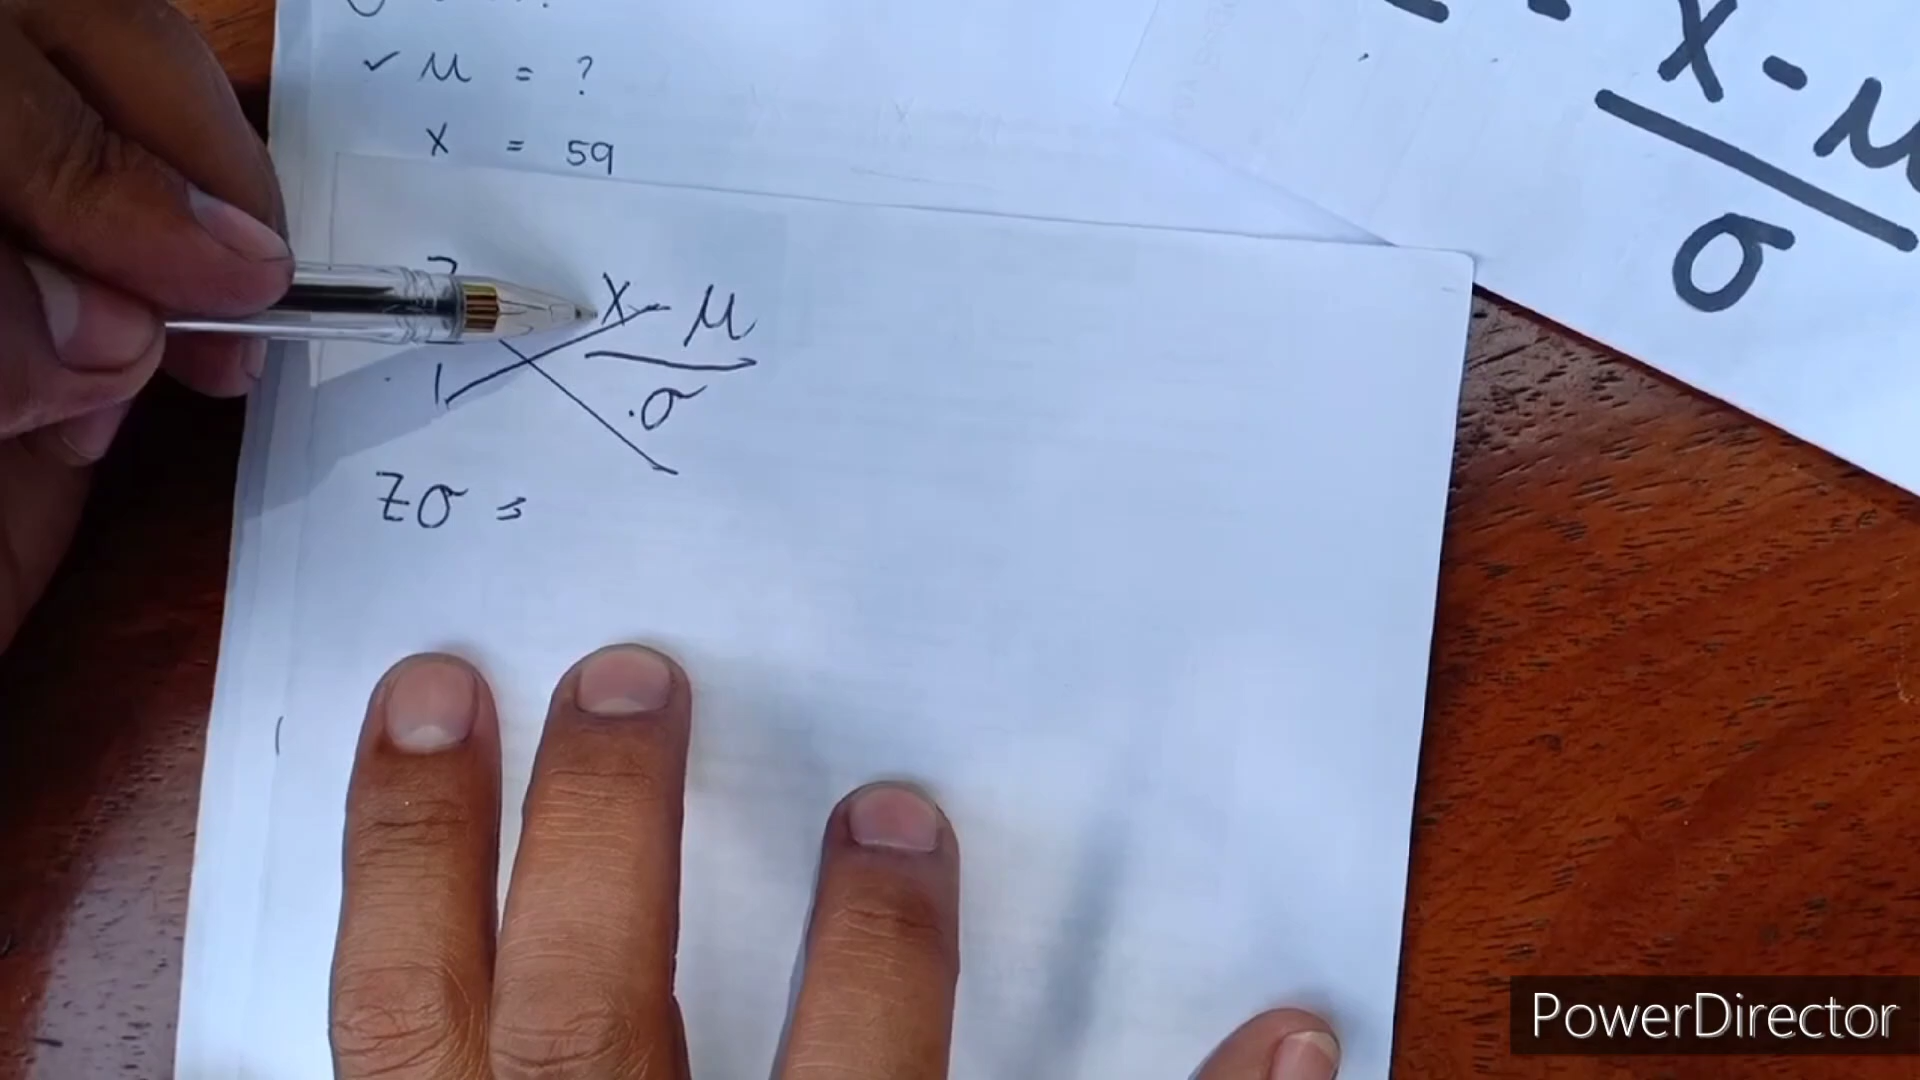 ✓ μ = ?
x = 59
x - μ
σ
1
x - μ
σ
zσ =
PowerDirector